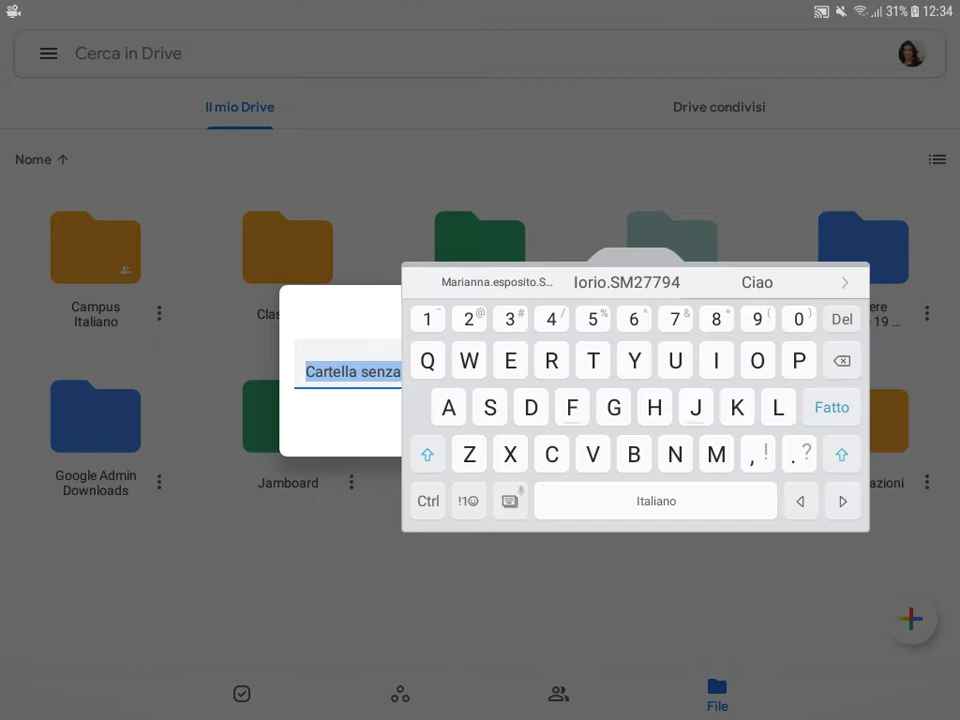 31% 12:34
Cerca in Drive
Il mio Drive
Drive condivisi
Nome
Campus
Italiano
Cartella senza
Google Admin
Downloads
Jamboard
Marianna.esposito.S...
Iorio.SM27794
Ciao
1 2 @ 3 # 4 / 5 % 6 ^ 7 & 8 * 9 ( 0 ) Del
Q W E R T Y U I O P
A S D F G H J K L Fatto
Z X C V B N M , ! . ?
Ctrl !1☺ Italiano
File